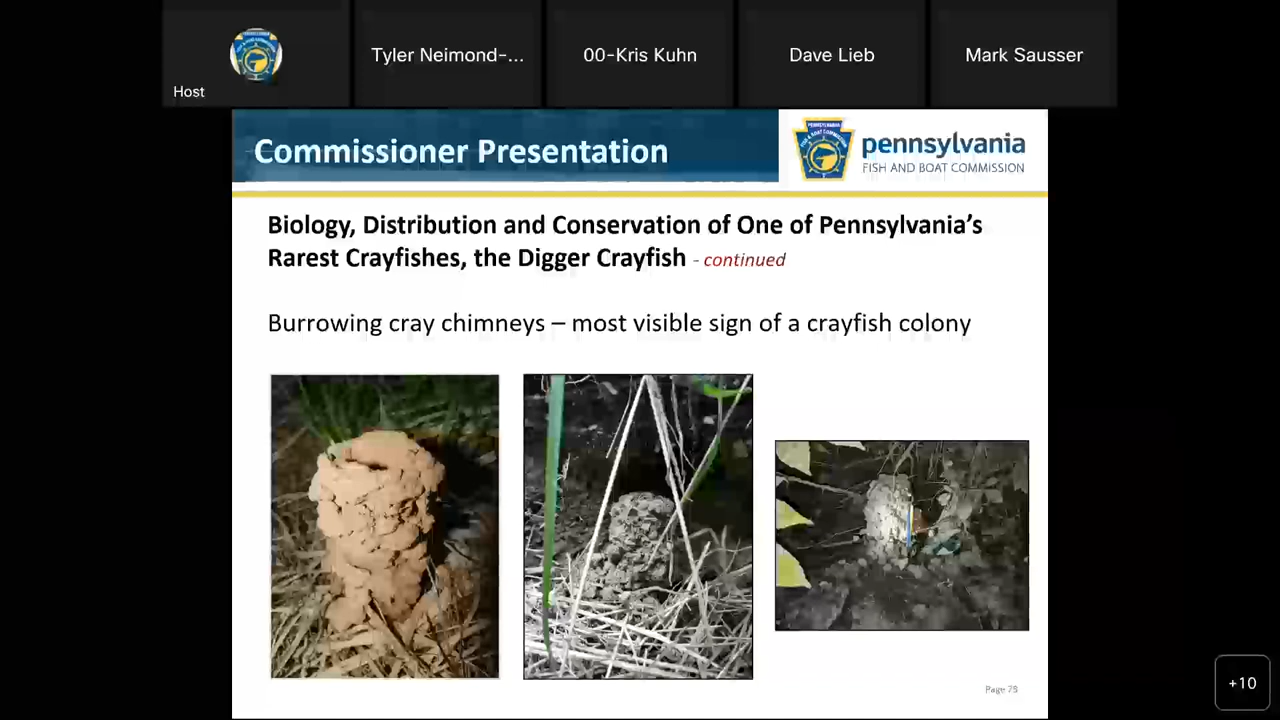 Host
Tyler Neimond-...
00-Kris Kuhn
Dave Lieb
Mark Sausser
Commissioner Presentation
pennsylvania
FISH AND BOAT COMMISSION
Biology, Distribution and Conservation of One of Pennsylvania's
Rarest Crayfishes, the Digger Crayfish - continued
Burrowing cray chimneys – most visible sign of a crayfish colony
+10